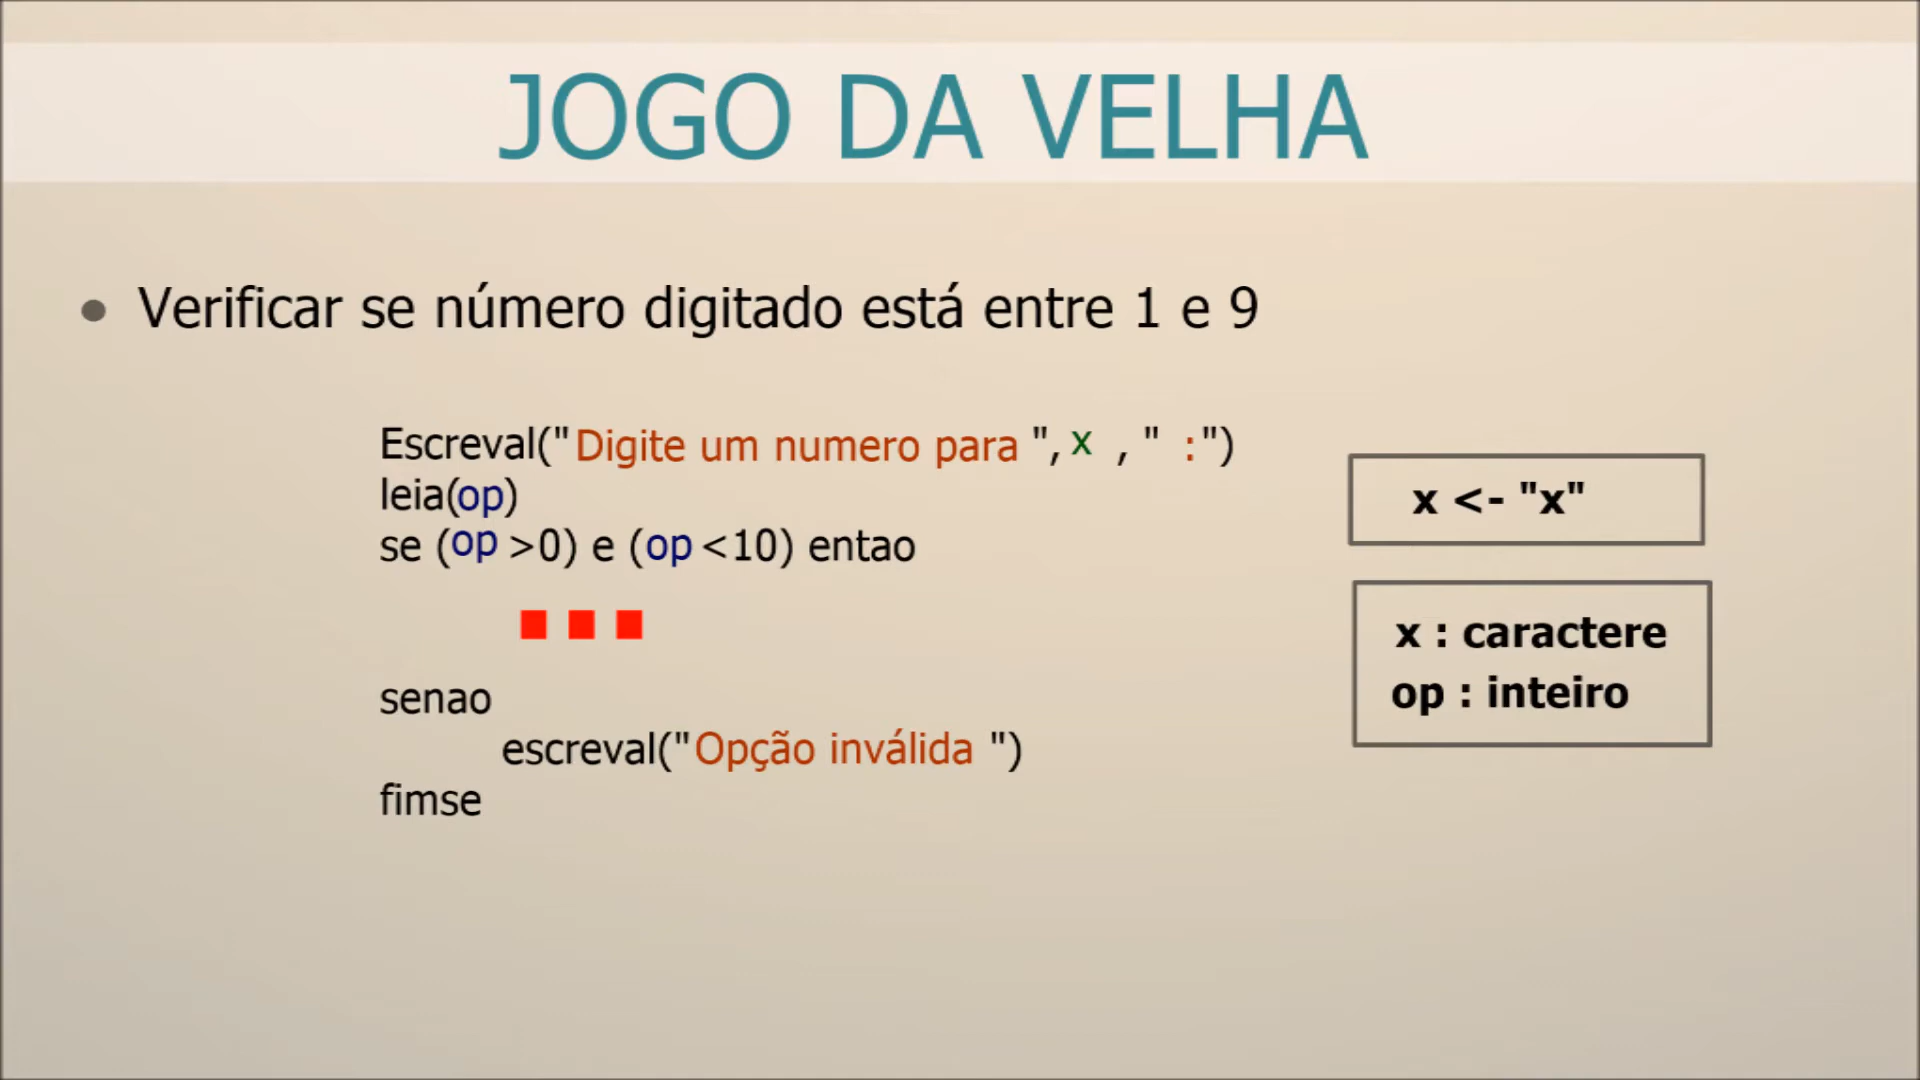 JOGO DA VELHA
• Verificar se número digitado está entre 1 e 9
Escreval("Digite um numero para ", x , " :")
leia(op)
se (op >0) e (op <10) entao
senao
escreval("Opção inválida ")
fimse
x <- "x"
x : caractere
op : inteiro